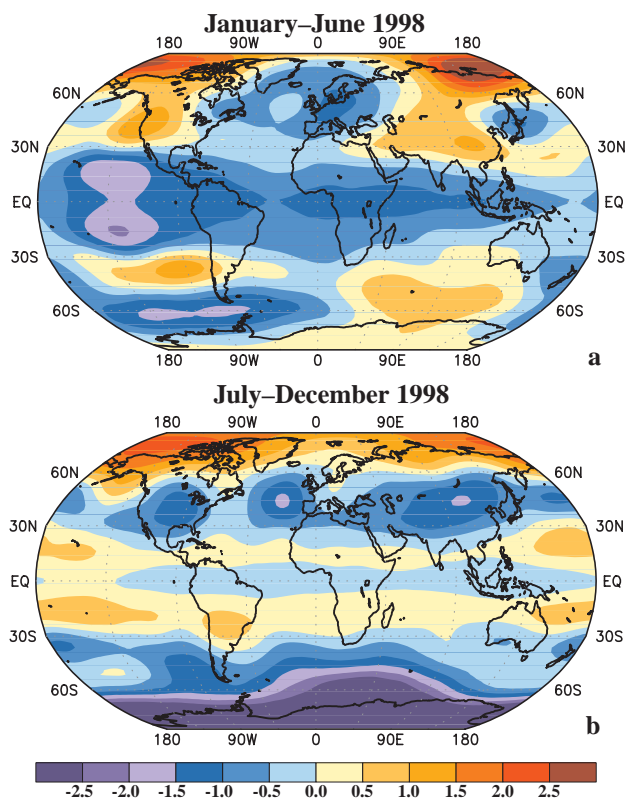 January–June 1998
180 90W 0 90E 180
60N 60N
30N 30N
EQ EQ
30S 30S
60S 60S
180 90W 0 90E 180
a
July–December 1998
180 90W 0 90E 180
60N 60N
30N 30N
EQ EQ
30S 30S
60S 60S
180 90W 0 90E 180
b
-2.5 -2.0 -1.5 -1.0 -0.5 0.0 0.5 1.0 1.5 2.0 2.5